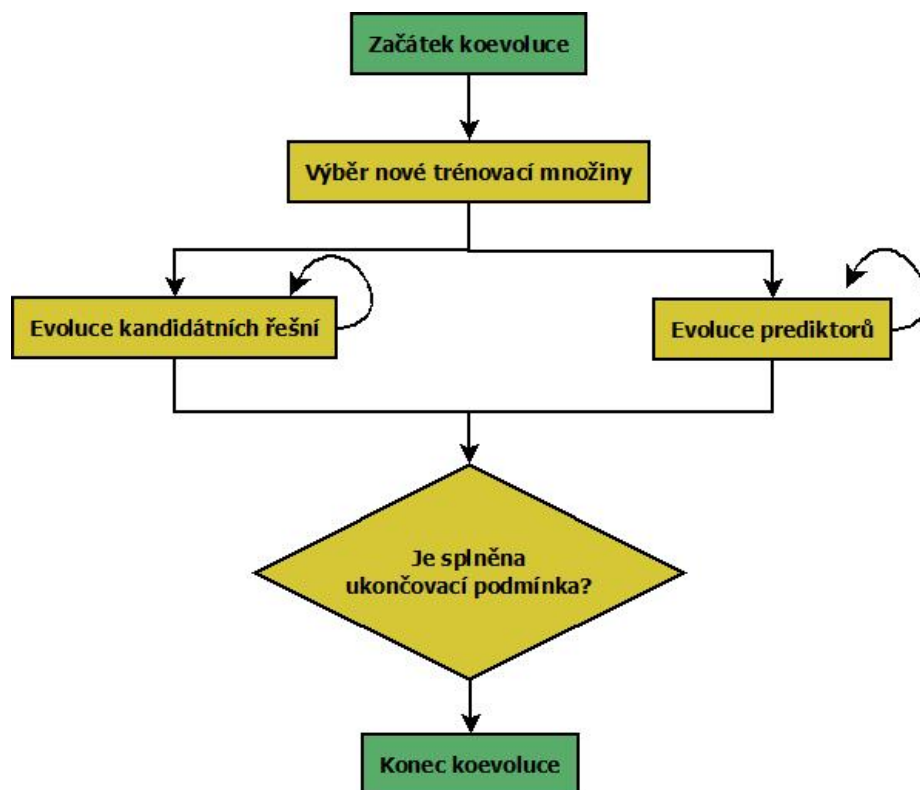 Začátek koevoluce
Výběr nové trénovací množiny
Evoluce kandidátních řešní
Evoluce prediktorů
Je splněna
ukončovací podmínka?
Konec koevoluce